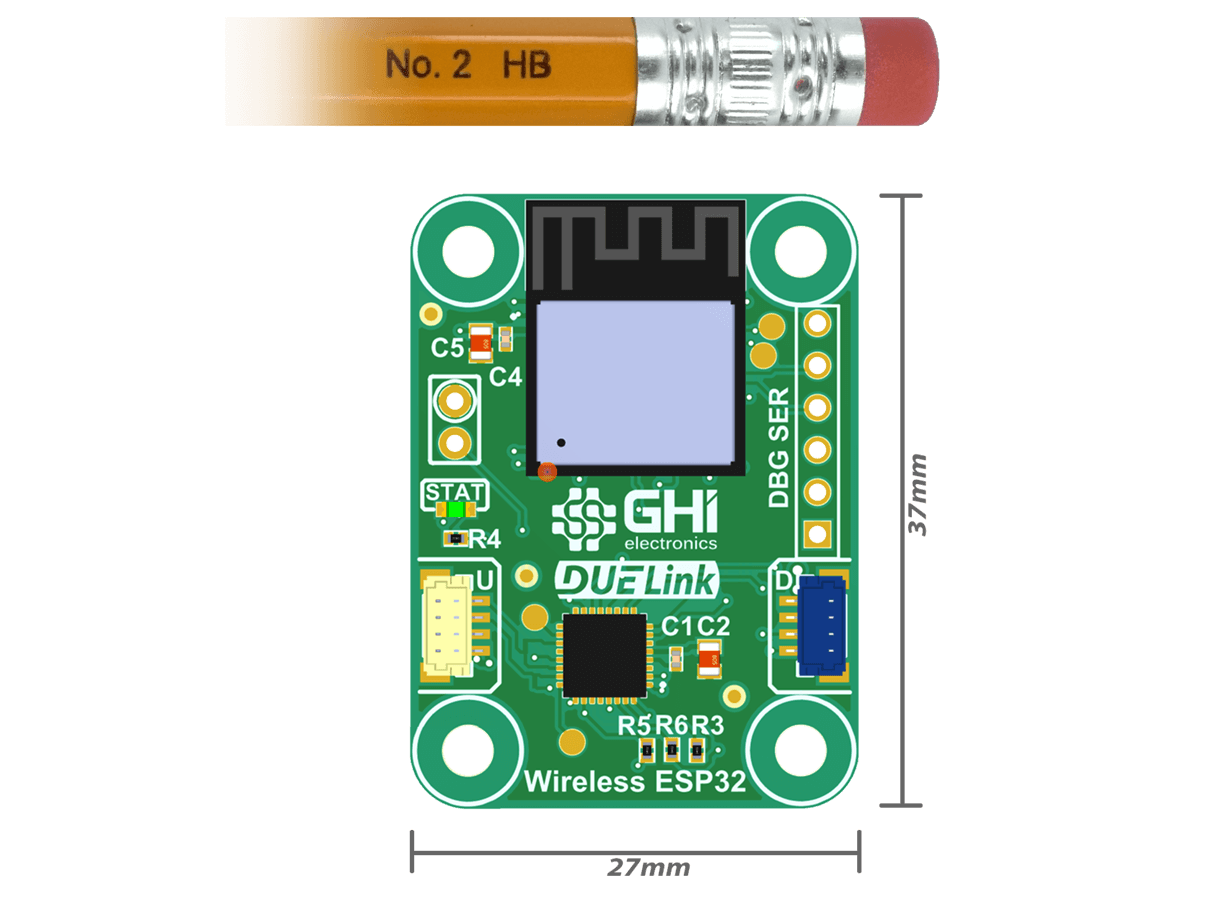 No. 2 HB
C5
C4
DBG SER
STAT
R4
GHI
electronics
DUELink
U
D
C1 C2
R5 R6 R3
Wireless ESP32
37mm
27mm